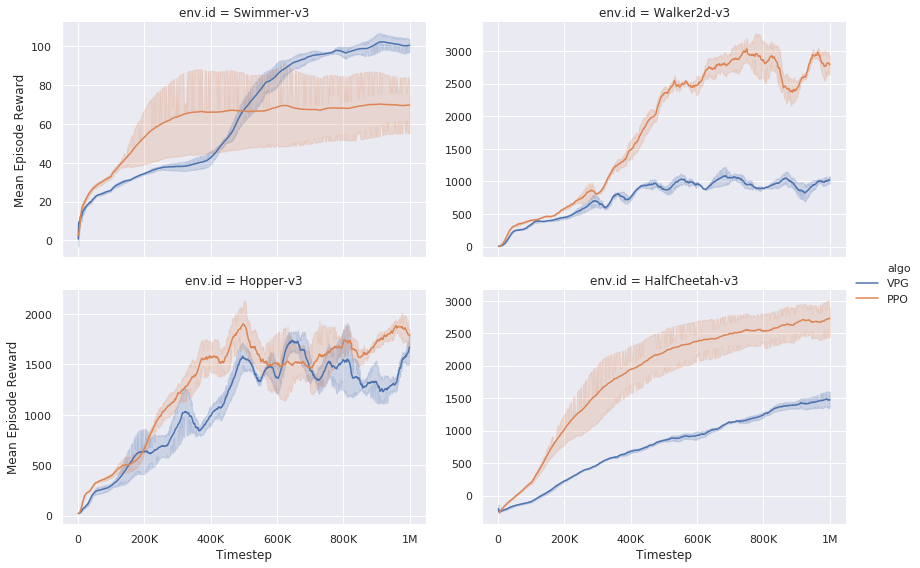 env.id = Swimmer-v3
Mean Episode Reward
100
80
60
40
20
0
env.id = Walker2d-v3
3000
2500
2000
1500
1000
500
0
env.id = Hopper-v3
Mean Episode Reward
2000
1500
1000
500
0
0 200K 400K 600K 800K 1M
Timestep
env.id = HalfCheetah-v3
3000
2500
2000
1500
1000
500
0
0 200K 400K 600K 800K 1M
Timestep
algo
VPG
PPO